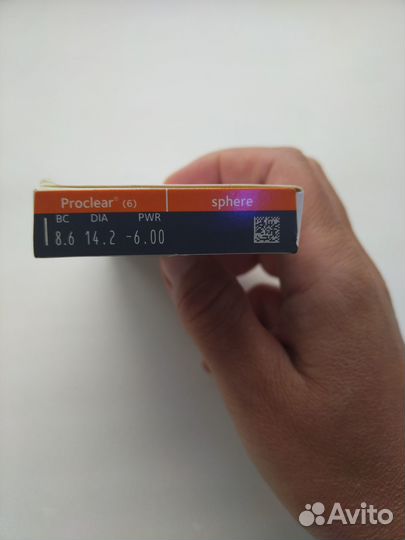 Proclear® (6) sphere
BC DIA PWR
8.6 14.2 -6.00
Avito